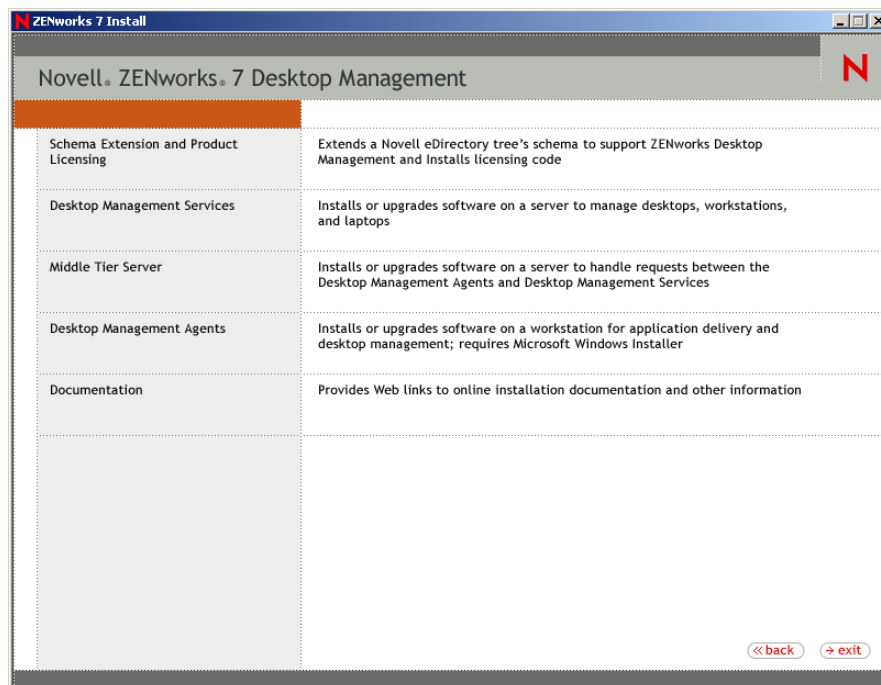 ZENworks 7 Install
Novell® ZENworks® 7 Desktop Management
N
Schema Extension and Product
Licensing
Extends a Novell eDirectory tree's schema to support ZENworks Desktop
Management and Installs licensing code
Desktop Management Services
Installs or upgrades software on a server to manage desktops, workstations,
and laptops
Middle Tier Server
Installs or upgrades software on a server to handle requests between the
Desktop Management Agents and Desktop Management Services
Desktop Management Agents
Installs or upgrades software on a workstation for application delivery and
desktop management; requires Microsoft Windows Installer
Documentation
Provides Web links to online installation documentation and other information
« back
→ exit